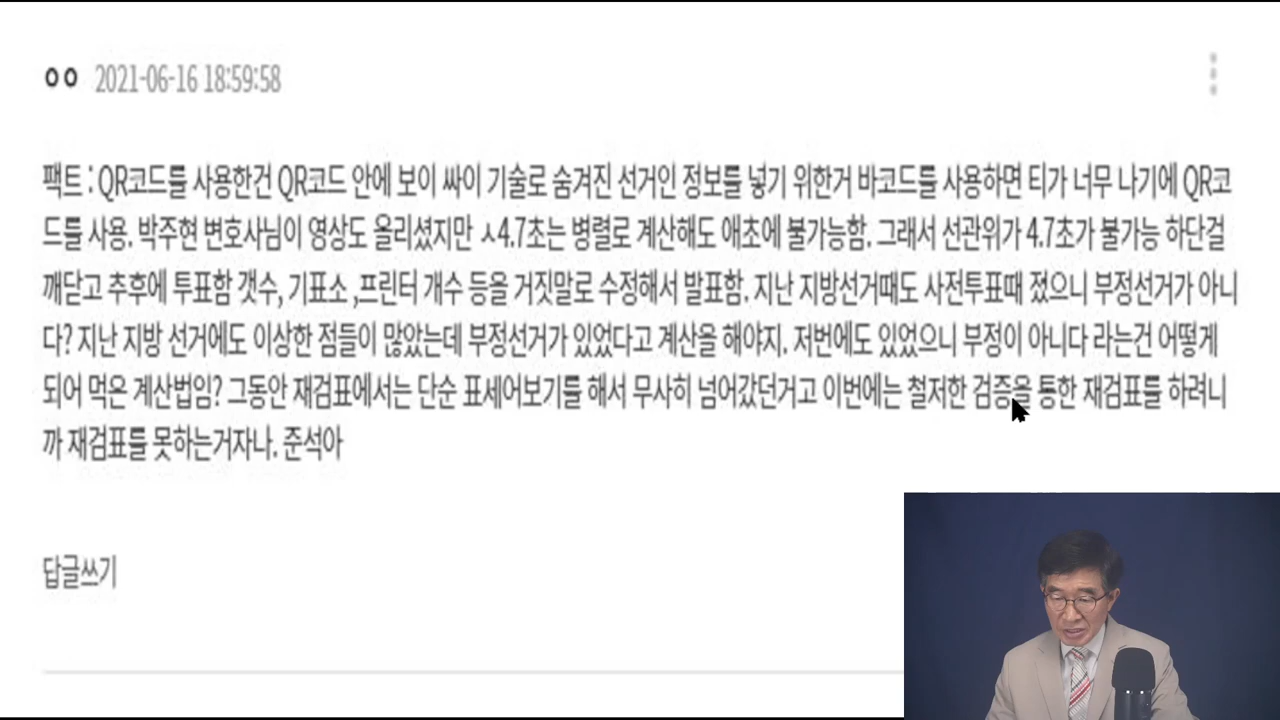 ㅇㅇ 2021-06-16 18:59:58
팩트 : QR코드를 사용한건 QR코드 안에 보이 싸이 기술로 숨겨진 선거인 정보를 넣기 위한거 바코드를 사용하면 티가 너무 나기에 QR코
드를 사용. 박주현 변호사님이 영상도 올리셨지만 ㅅ4.7초는 병렬로 계산해도 애초에 불가능함. 그래서 선관위가 4.7초가 불가능 하단걸
깨닫고 추후에 투표함 갯수, 기표소 ,프린터 개수 등을 거짓말로 수정해서 발표함. 지난 지방선거때도 사전투표때 졌으니 부정선거가 아니
다? 지난 지방 선거에도 이상한 점들이 많았는데 부정선거가 있었다고 계산을 해야지. 저번에도 있었으니 부정이 아니다 라는건 어떻게
되어 먹은 계산법임? 그동안 재검표에서는 단순 표세어보기를 해서 무사히 넘어갔던거고 이번에는 철저한 검증을 통한 재검표를 하려니
까 재검표를 못하는거자나. 준석아
답글쓰기